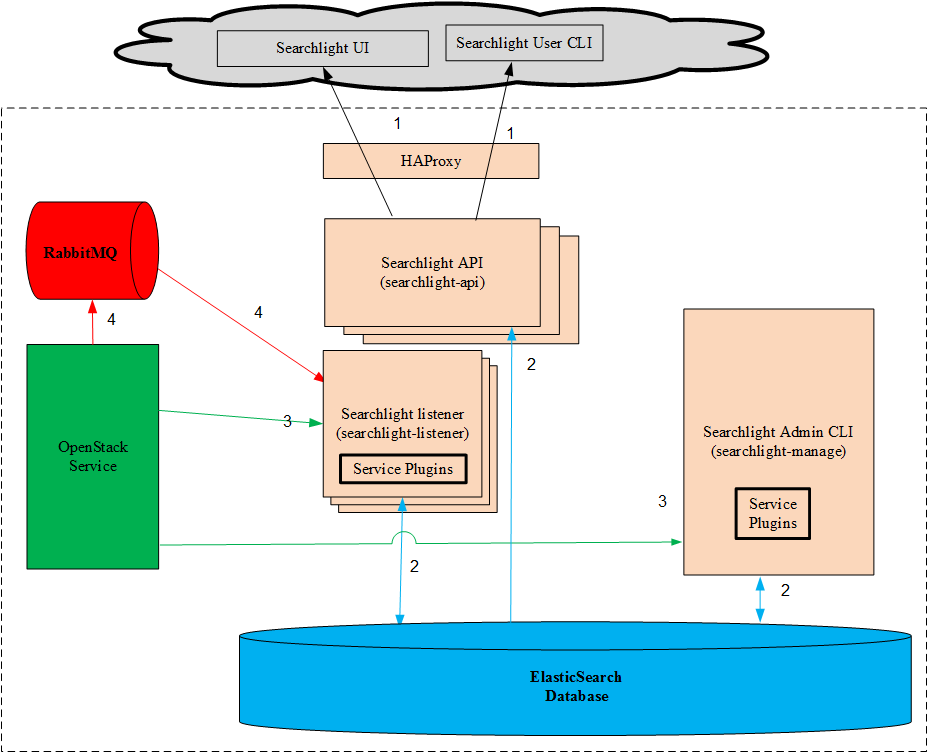 Searchlight UI
Searchlight User CLI
1
1
HAProxy
RabbitMQ
Searchlight API
(searchlight-api)
4
4
2
Searchlight listener
(searchlight-listener)
3
Service Plugins
OpenStack
Service
Searchlight Admin CLI
(searchlight-manage)
Service
Plugins
3
2
2
ElasticSearch
Database